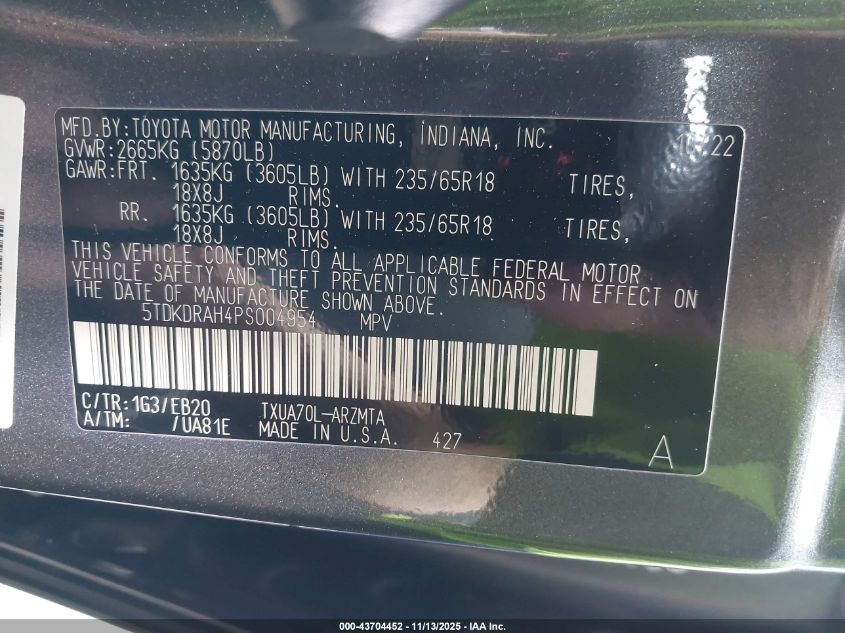 MFD.BY:TOYOTA MOTOR MANUFACTURING, INDIANA, INC.
GVWR:2665KG (5870LB)
GAWR:FRT. 1635KG (3605LB) WITH 235/65R18 TIRES,
18X8J RIMS.
RR. 1635KG (3605LB) WITH 235/65R18 TIRES,
18X8J RIMS.
THIS VEHICLE CONFORMS TO ALL APPLICABLE FEDERAL MOTOR
VEHICLE SAFETY AND THEFT PREVENTION STANDARDS IN EFFECT ON
THE DATE OF MANUFACTURE SHOWN ABOVE.
5TDKDRAH4PS004954 MPV
C/TR:1G3/EB20 TXUA70L-ARZMTA
A/TM: /UA81E MADE IN U.S.A. 427 A
000-43704452 - 11/13/2025 - IAA Inc.